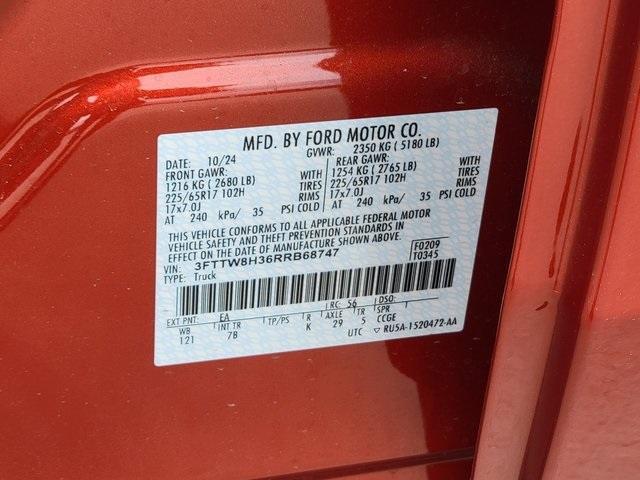 MFD. BY FORD MOTOR CO.
DATE: 10/24 GVWR: 2350 KG ( 5180 LB)
FRONT GAWR: REAR GAWR:
1216 KG ( 2680 LB) WITH 1254 KG ( 2765 LB) WITH
225/65R17 102H TIRES 225/65R17 102H TIRES
17x7.0J RIMS 17x7.0J RIMS
AT 240 kPa/ 35 PSI COLD AT 240 kPa/ 35 PSI COLD
THIS VEHICLE CONFORMS TO ALL APPLICABLE FEDERAL MOTOR
VEHICLE SAFETY AND THEFT PREVENTION STANDARDS IN
EFFECT ON THE DATE OF MANUFACTURE SHOWN ABOVE. F0209
VIN: 3FTTW8H36RRB68747 T0345
TYPE: Truck
EXT PNT: EA RC: 56 DSO:
WB INT TR TP/PS R AXLE TR SPR
121 7B K 29 5 CCGE
UTC ▽ RU5A-1520472-AA